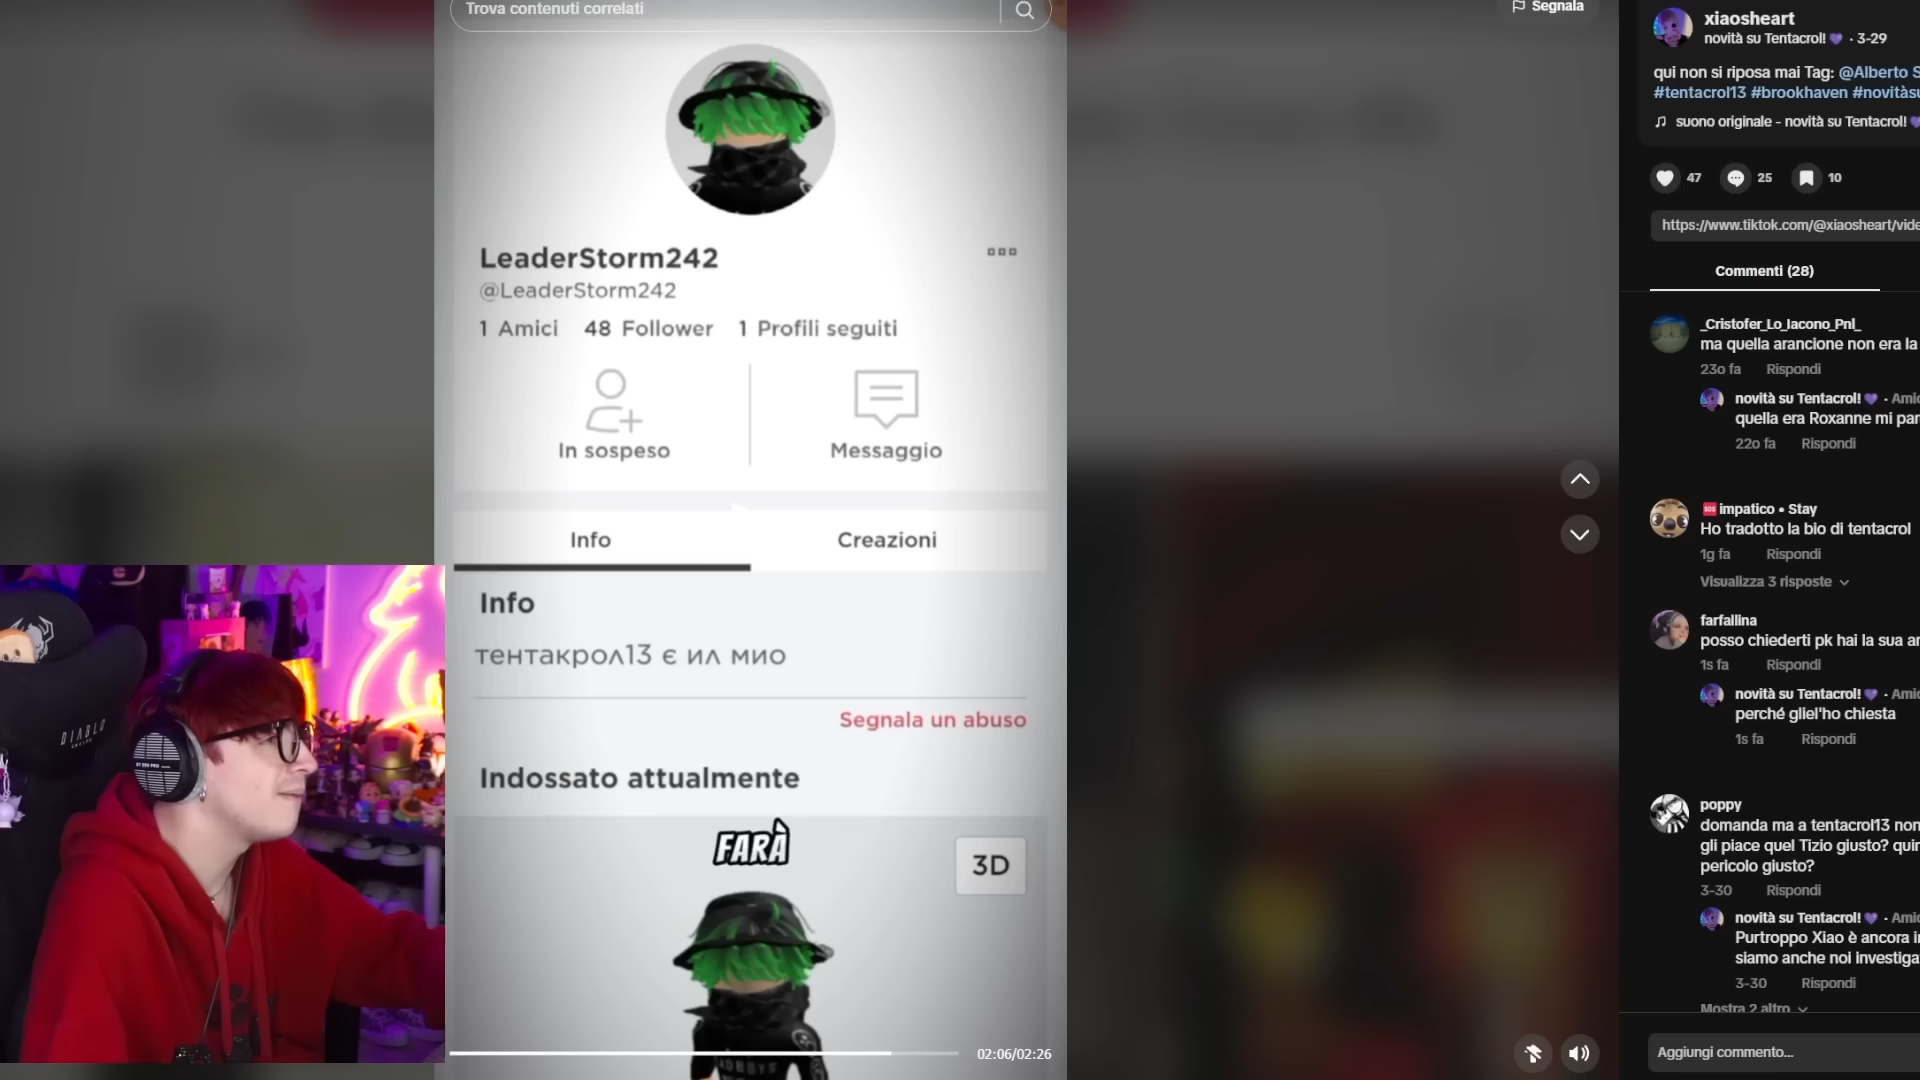 Trova contenuti correlati
LeaderStorm242
@LeaderStorm242
1 Amici 48 Follower 1 Profili seguiti
In sospeso
Messaggio
Info
Creazioni
Info
тентакрол13 є ил мио
Segnala un abuso
Indossato attualmente
FARÀ
3D
02:06/02:26
DIABLO
Segnala
xiaosheart
novità su Tentacrol! 💜 · 3-29
qui non si riposa mai Tag: @Alberto S
#tentacrol13 #brookhaven #novitàsu
suono originale - novità su Tentacrol! 💜
47
25
10
https://www.tiktok.com/@xiaosheart/vide
Commenti (28)
_Cristofer_Lo_Iacono_Pnl_
ma quella arancione non era la
23o fa Rispondi
novità su Tentacrol! 💜 · Amic
quella era Roxanne mi par
22o fa Rispondi
🆘impatico • Stay
Ho tradotto la bio di tentacrol
1g fa Rispondi
Visualizza 3 risposte
farfallina
posso chiederti pk hai la sua a
1s fa Rispondi
novità su Tentacrol! 💜 · Amic
perché gliel'ho chiesta
1s fa Rispondi
poppy
domanda ma a tentacrol13 non
gli piace quel Tizio giusto? quin
pericolo giusto?
3-30 Rispondi
novità su Tentacrol! 💜 · Amic
Purtroppo Xiao è ancora in
siamo anche noi investiga
3-30 Rispondi
Mostra 2 altro
Aggiungi commento...